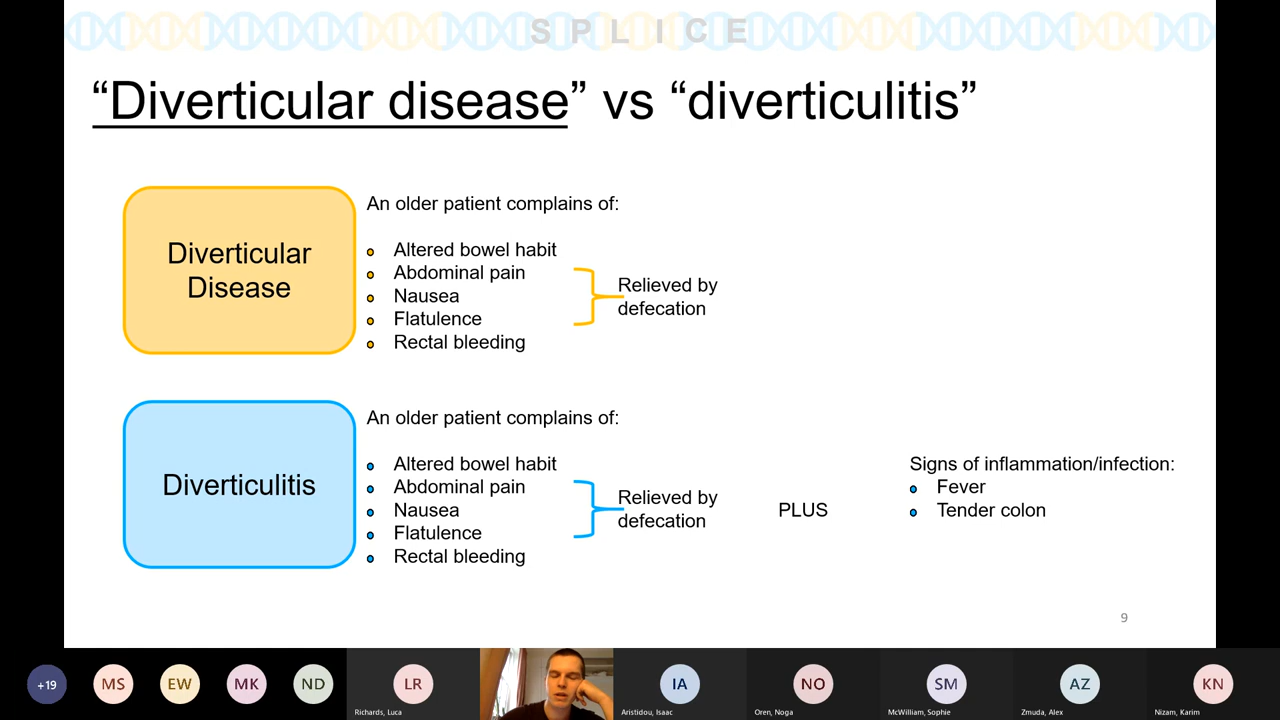 SPLICE
“Diverticular disease” vs “diverticulitis”
Diverticular
Disease
An older patient complains of:
Altered bowel habit
Abdominal pain
Nausea
Flatulence
Rectal bleeding
Relieved by
defecation
Diverticulitis
An older patient complains of:
Altered bowel habit
Abdominal pain
Nausea
Flatulence
Rectal bleeding
Relieved by
defecation
PLUS
Signs of inflammation/infection:
Fever
Tender colon
9
+19
MS
EW
MK
ND
LR
Richards, Luca
IA
Aristidou, Isaac
NO
Oren, Noga
SM
McWilliam, Sophie
AZ
Zmuda, Alex
KN
Nizam, Karim